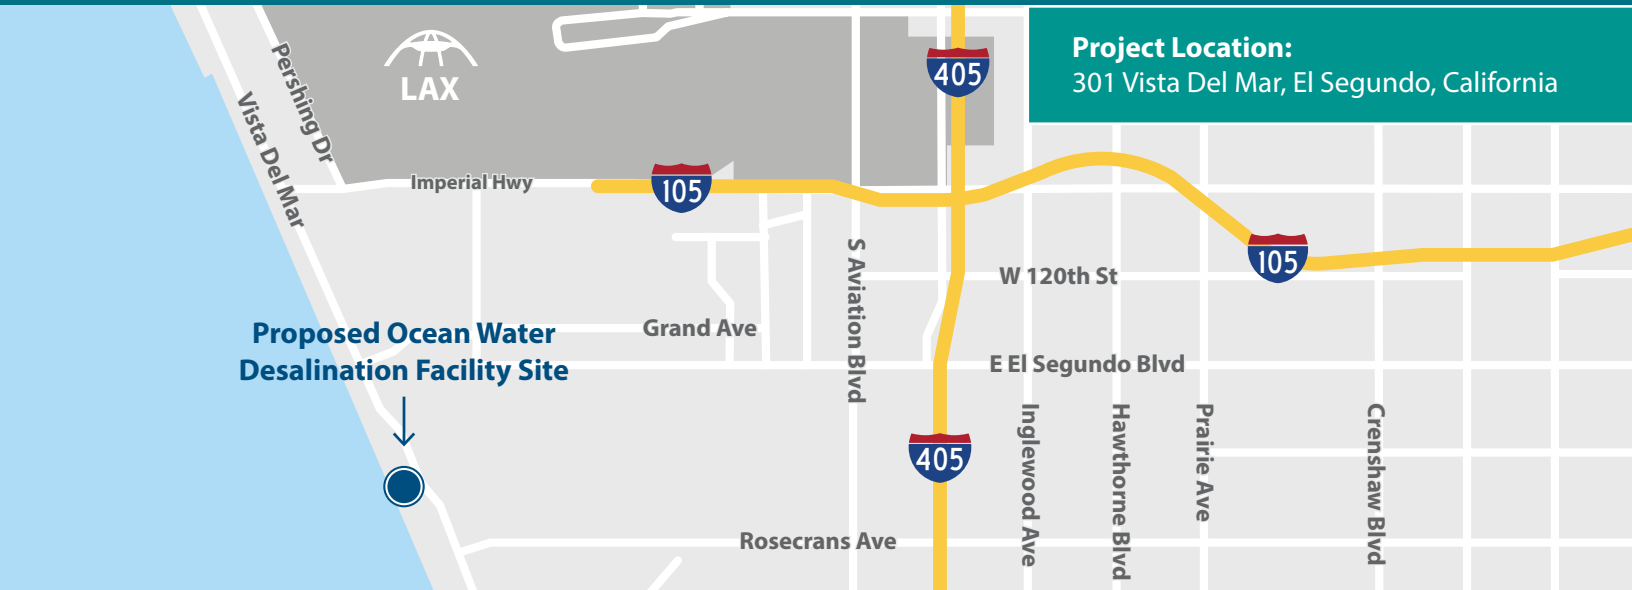 Project Location:
301 Vista Del Mar, El Segundo, California
LAX
405
Pershing Dr
Vista Del Mar
Imperial Hwy
105
105
S Aviation Blvd
W 120th St
Grand Ave
Proposed Ocean Water
Desalination Facility Site
E El Segundo Blvd
405
Inglewood Ave
Hawthorne Blvd
Prairie Ave
Crenshaw Blvd
Rosecrans Ave